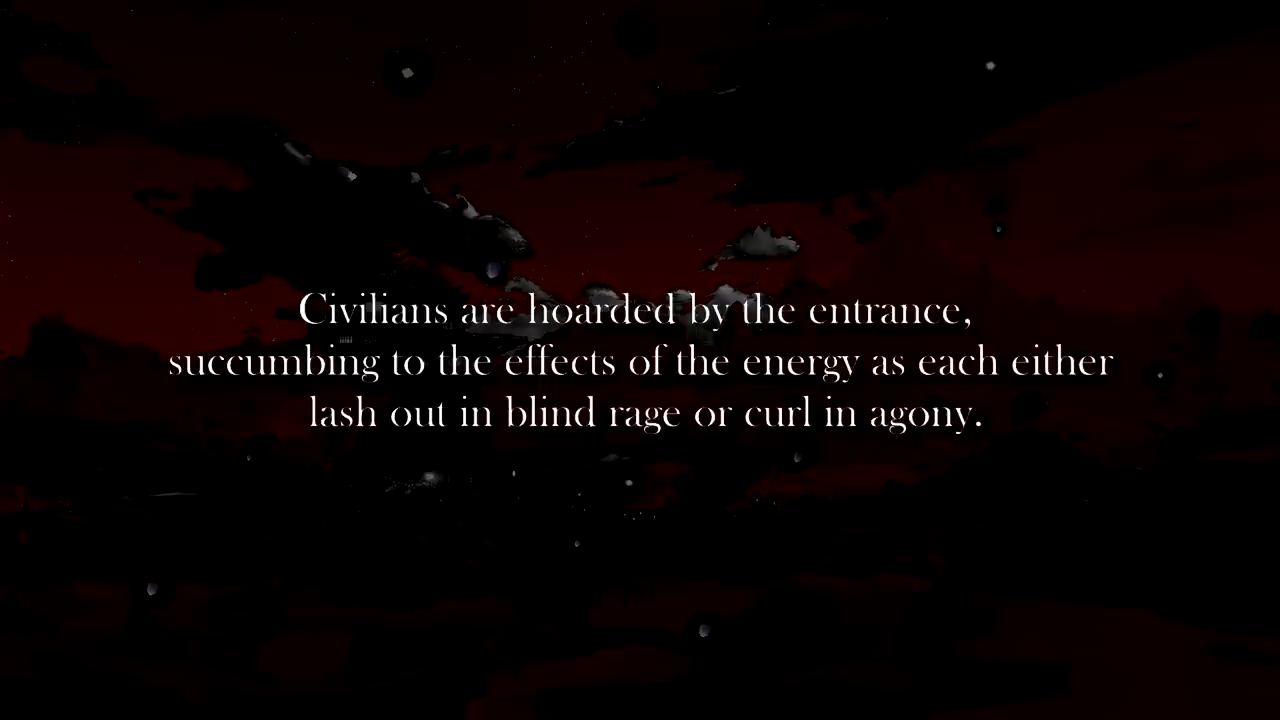 Civilians are hoarded by the entrance,
succumbing to the effects of the energy as each either
lash out in blind rage or curl in agony.